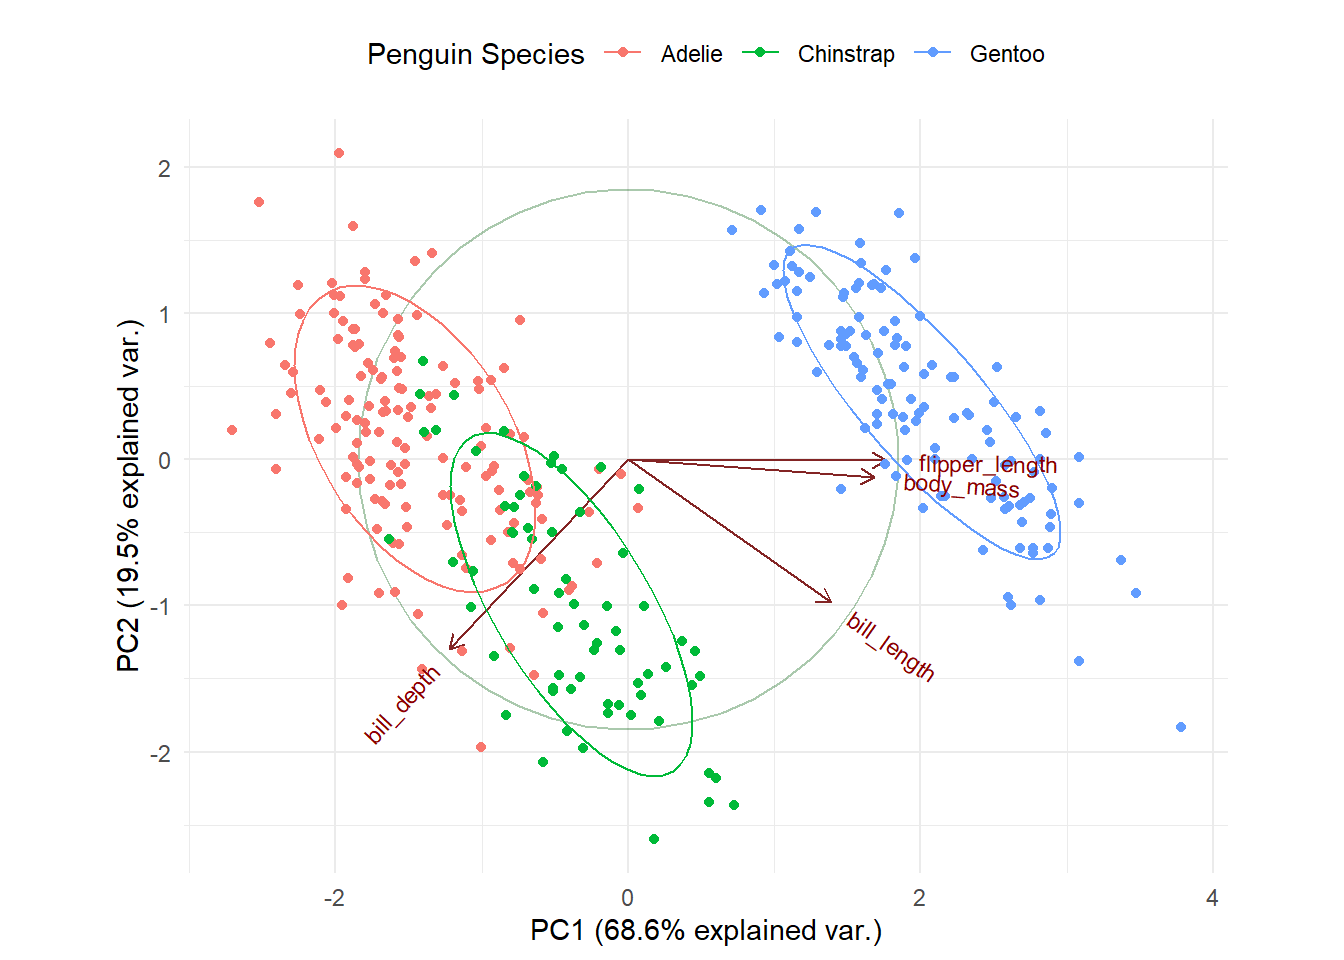 Penguin Species Adelie Chinstrap Gentoo
2
1
0
-1
-2
PC2 (19.5% explained var.)
flipper_length
body_mass
bill_length
bill_depth
-2 0 2 4
PC1 (68.6% explained var.)